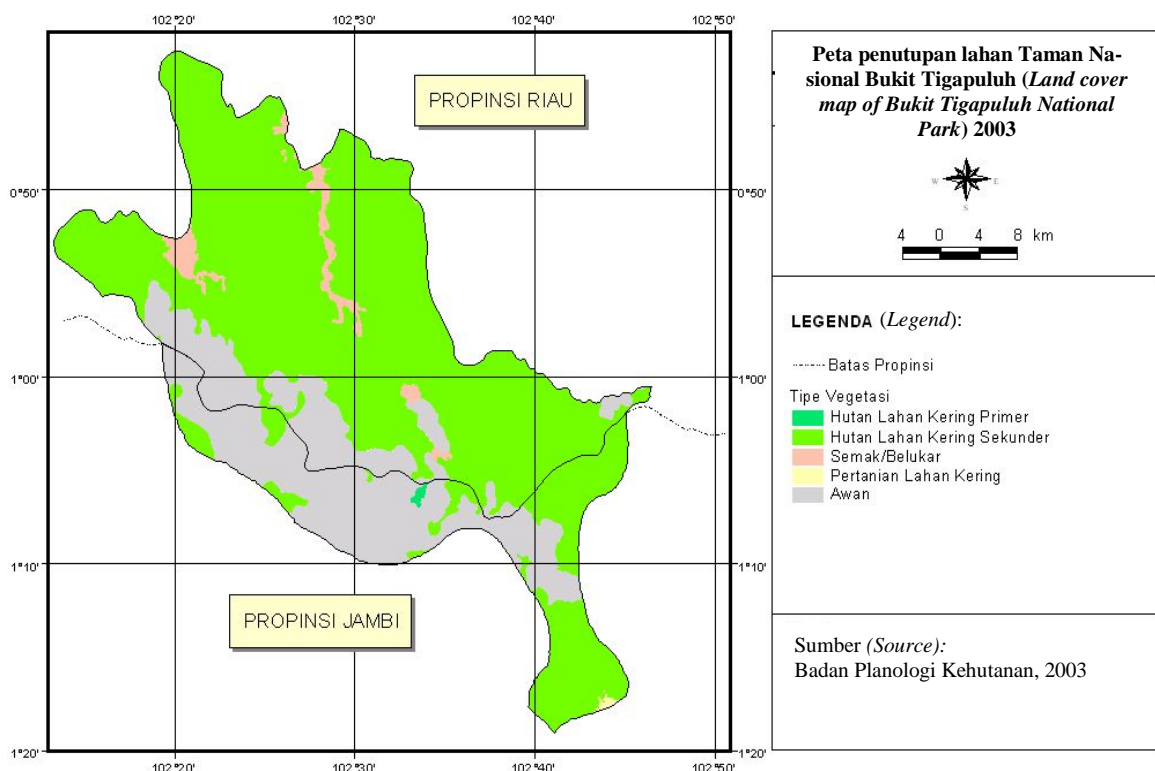 102°20'
102°30'
102°40'
102°50'
PROPINSI RIAU
0°50'
0°50'
1°00'
1°00'
1°10'
1°10'
PROPINSI JAMBI
1°20'
1°20'
102°20'
102°30'
102°40'
102°50'
Peta penutupan lahan Taman Na-
sional Bukit Tigapuluh (Land cover
map of Bukit Tigapuluh National
Park) 2003
W E
S
4 0 4 8 km
LEGENDA (Legend):
Batas Propinsi
Tipe Vegetasi
Hutan Lahan Kering Primer
Hutan Lahan Kering Sekunder
Semak/Belukar
Pertanian Lahan Kering
Awan
Sumber (Source):
Badan Planologi Kehutanan, 2003